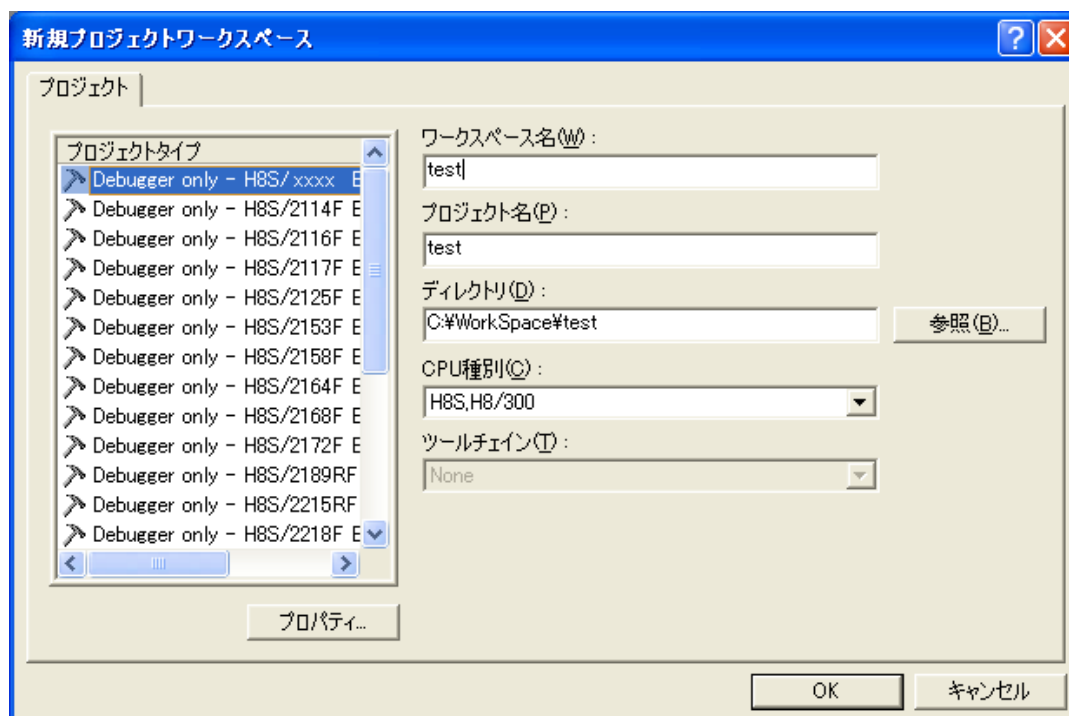 新規プロジェクトワークスペース
プロジェクト
プロジェクトタイプ
Debugger only - H8S/xxxx E
Debugger only - H8S/2114F E
Debugger only - H8S/2116F E
Debugger only - H8S/2117F E
Debugger only - H8S/2125F E
Debugger only - H8S/2153F E
Debugger only - H8S/2158F E
Debugger only - H8S/2164F E
Debugger only - H8S/2168F E
Debugger only - H8S/2172F E
Debugger only - H8S/2189RF
Debugger only - H8S/2215RF
Debugger only - H8S/2218F E
プロパティ...
ワークスペース名(W) :
test
プロジェクト名(P) :
test
ディレクトリ(D) :
C:¥WorkSpace¥test
参照(B)...
CPU種別(C) :
H8S,H8/300
ツールチェイン(T) :
None
OK
キャンセル